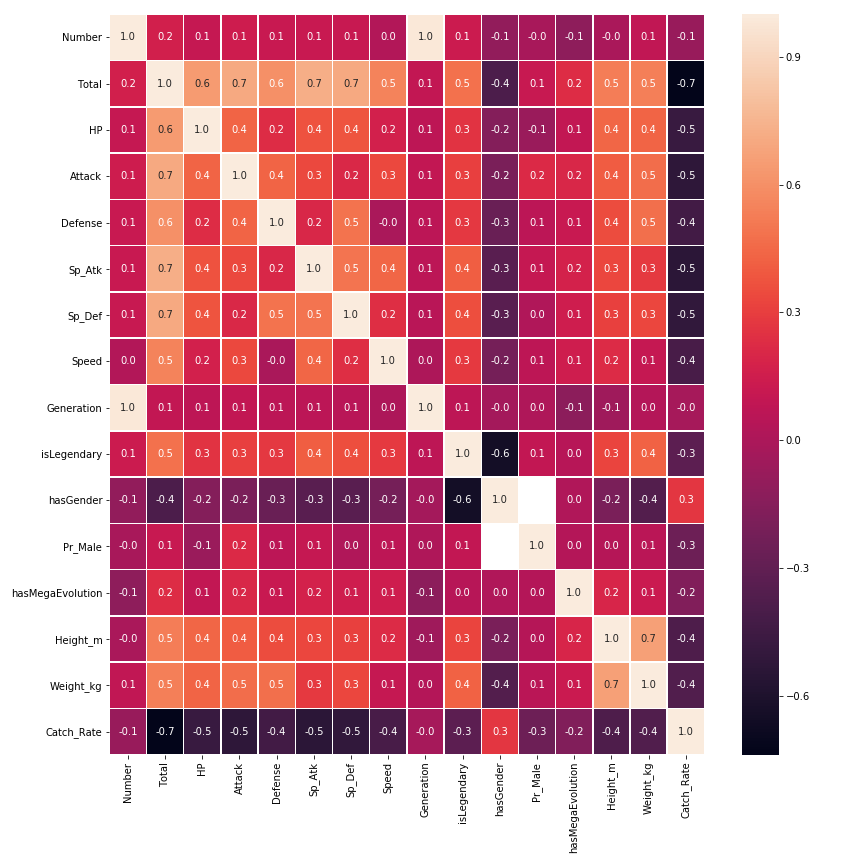 Number 1.0 0.2 0.1 0.1 0.1 0.1 0.1 0.0 1.0 0.1 -0.1 -0.0 -0.1 -0.0 0.1 -0.1
Total 0.2 1.0 0.6 0.7 0.6 0.7 0.7 0.5 0.1 0.5 -0.4 0.1 0.2 0.5 0.5 -0.7
HP 0.1 0.6 1.0 0.4 0.2 0.4 0.4 0.2 0.1 0.3 -0.2 -0.1 0.1 0.4 0.4 -0.5
Attack 0.1 0.7 0.4 1.0 0.4 0.3 0.2 0.3 0.1 0.3 -0.2 0.2 0.2 0.4 0.5 -0.5
Defense 0.1 0.6 0.2 0.4 1.0 0.2 0.5 -0.0 0.1 0.3 -0.3 0.1 0.1 0.4 0.5 -0.4
Sp_Atk 0.1 0.7 0.4 0.3 0.2 1.0 0.5 0.4 0.1 0.4 -0.3 0.1 0.2 0.3 0.3 -0.5
Sp_Def 0.1 0.7 0.4 0.2 0.5 0.5 1.0 0.2 0.1 0.4 -0.3 0.0 0.1 0.3 0.3 -0.5
Speed 0.0 0.5 0.2 0.3 -0.0 0.4 0.2 1.0 0.0 0.3 -0.2 0.1 0.1 0.2 0.1 -0.4
Generation 1.0 0.1 0.1 0.1 0.1 0.1 0.1 0.0 1.0 0.1 -0.0 0.0 -0.1 -0.1 0.0 -0.0
isLegendary 0.1 0.5 0.3 0.3 0.3 0.4 0.4 0.3 0.1 1.0 -0.6 0.1 0.0 0.3 0.4 -0.3
hasGender -0.1 -0.4 -0.2 -0.2 -0.3 -0.3 -0.3 -0.2 -0.0 -0.6 1.0 0.0 -0.2 -0.4 0.3
Pr_Male -0.0 0.1 -0.1 0.2 0.1 0.1 0.0 0.1 0.0 0.1 1.0 0.0 0.0 0.1 -0.3
hasMegaEvolution -0.1 0.2 0.1 0.2 0.1 0.2 0.1 0.1 -0.1 0.0 0.0 0.0 1.0 0.2 0.1 -0.2
Height_m -0.0 0.5 0.4 0.4 0.4 0.3 0.3 0.2 -0.1 0.3 -0.2 0.0 0.2 1.0 0.7 -0.4
Weight_kg 0.1 0.5 0.4 0.5 0.5 0.3 0.3 0.1 0.0 0.4 -0.4 0.1 0.1 0.7 1.0 -0.4
Catch_Rate -0.1 -0.7 -0.5 -0.5 -0.4 -0.5 -0.5 -0.4 -0.0 -0.3 0.3 -0.3 -0.2 -0.4 -0.4 1.0
Number Total HP Attack Defense Sp_Atk Sp_Def Speed Generation isLegendary hasGender Pr_Male hasMegaEvolution Height_m Weight_kg Catch_Rate
0.9
0.6
0.3
0.0
−0.3
−0.6